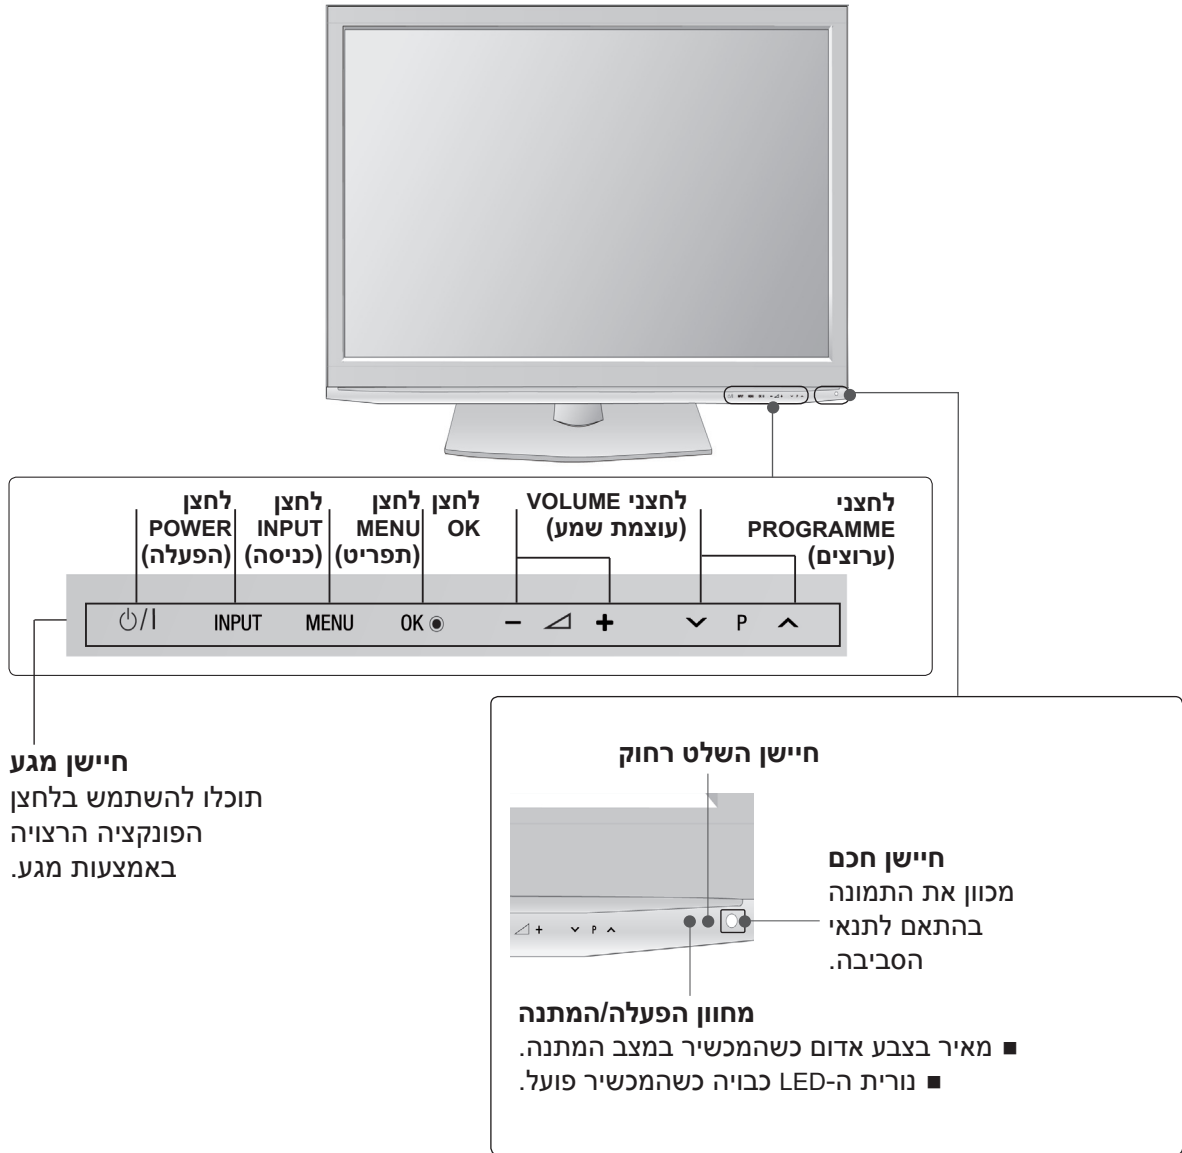 לחצן
POWER
(הפעלה)
לחצן
INPUT
(כניסה)
לחצן
MENU
(תפריט)
לחצן
OK
לחצני VOLUME
(עוצמת שמע)
לחצני
PROGRAMME
(ערוצים)
/I INPUT MENU OK - + P
חיישן מגע
תוכלו להשתמש בלחצן
הפונקציה הרצויה
באמצעות מגע.
חיישן השלט רחוק
חיישן חכם
מכוון את התמונה
בהתאם לתנאי
הסביבה.
+ P
מחוון הפעלה/המתנה
■ מאיר בצבע אדום כשהמכשיר במצב המתנה.
■ נורית ה-LED כבויה כשהמכשיר פועל.